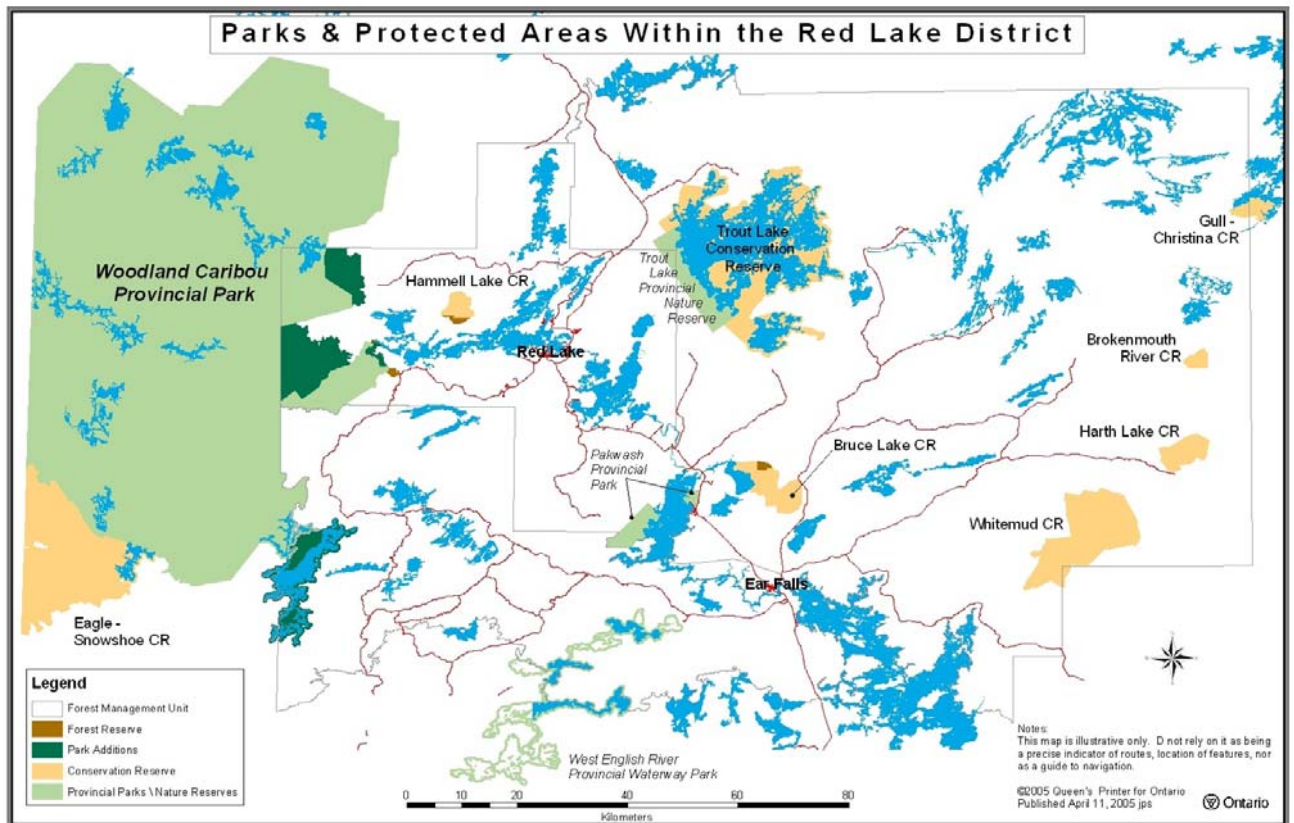 Parks & Protected Areas Within the Red Lake District
Gull -
Christina CR
Trout Lake
Conservation
Reserve
Trout
Lake
Provincial
Nature
Reserve
Woodland Caribou
Provincial Park
Hammell Lake CR
Red Lake
Brokenmouth
River CR
Harth Lake CR
Bruce Lake CR
Pakwash
Provincial
Park
Whitemud CR
Ear Falls
Eagle -
Snowshoe CR
West English River
Provincial Waterway Park
Legend
Forest Management Unit
Forest Reserve
Park Additions
Conservation Reserve
Provincial Parks \ Nature Reserves
0 10 20 40 60 80
Kilometers
Notes:
This map is illustrative only. D not rely on it as being
a precise indicator of routes, location of features, nor
as a guide to navigation.
©2005 Queen's Printer for Ontario
Published April 11, 2005 jps
Ontario